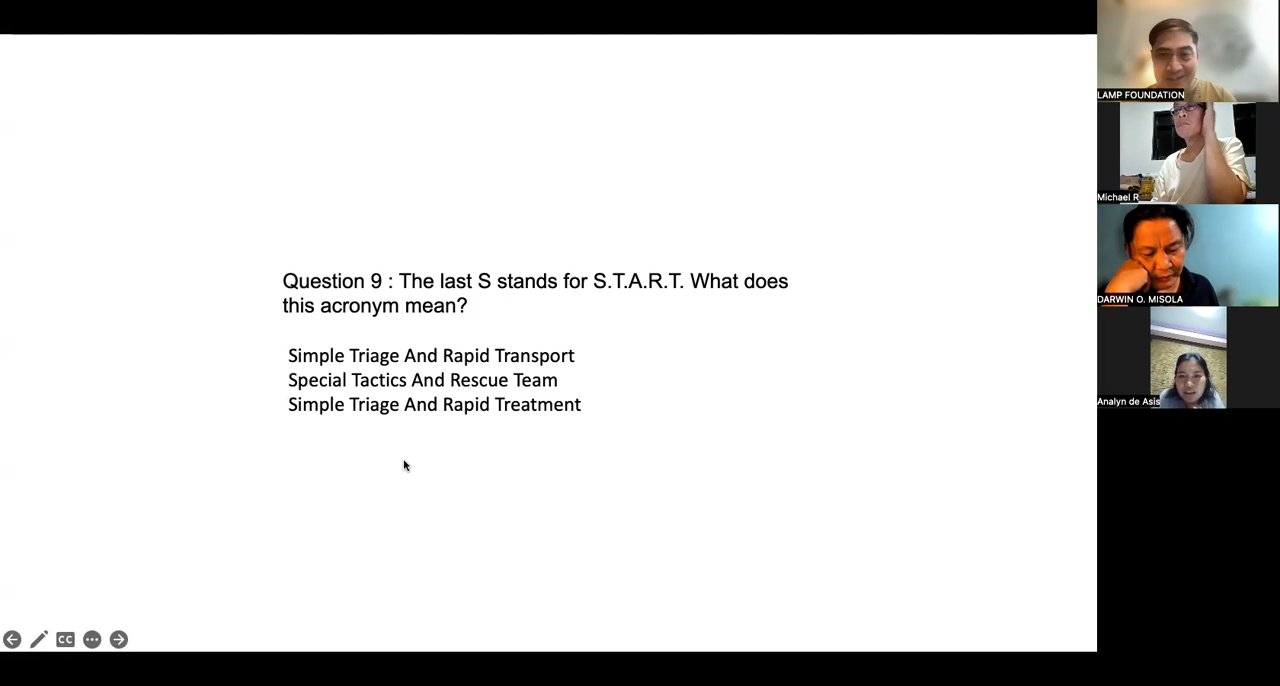 Question 9 : The last S stands for S.T.A.R.T. What does
this acronym mean?
Simple Triage And Rapid Transport
Special Tactics And Rescue Team
Simple Triage And Rapid Treatment
CC
LAMP FOUNDATION
Michael R
DARWIN O. MISOLA
Analyn de Asis